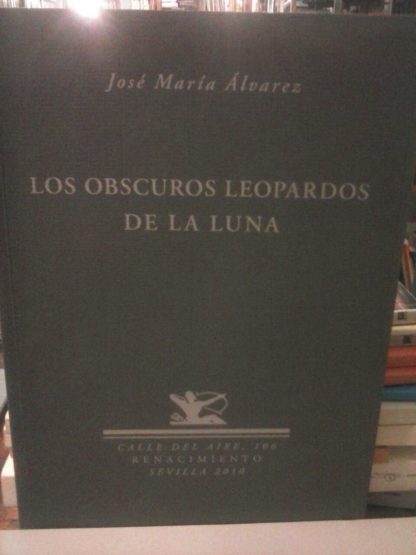 José María Álvarez
LOS OBSCUROS LEOPARDOS
DE LA LUNA
CALLE DEL AIRE, 106
RENACIMIENTO
SEVILLA 2010